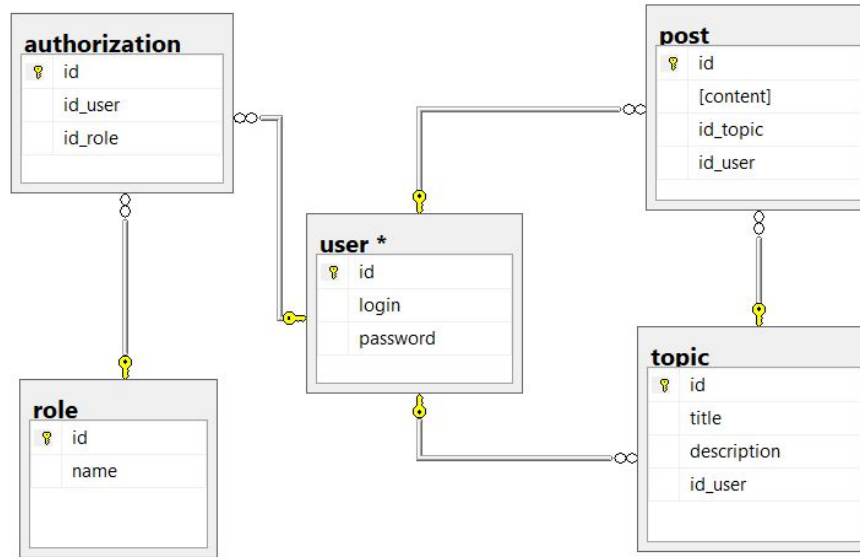 authorization
id
id_user
id_role
post
id
[content]
id_topic
id_user
user *
id
login
password
role
id
name
topic
id
title
description
id_user